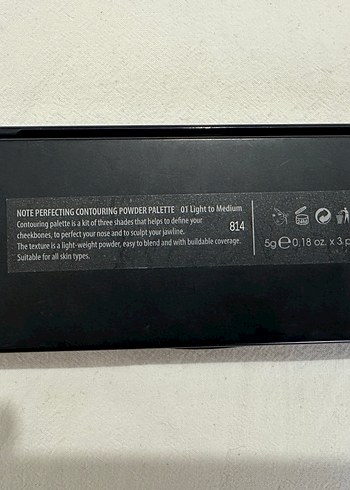 NOTE PERFECTING CONTOURING POWDER PALETTE 01 Light to Medium
Contouring palette is a kit of three shades that helps to define your
cheekbones, to perfect your nose and to sculpt your jawline.
814
The texture is a light-weight powder, easy to blend and with buildable coverage.
Suitable for all skin types.
5g ℮ 0.18 oz. x 3 p